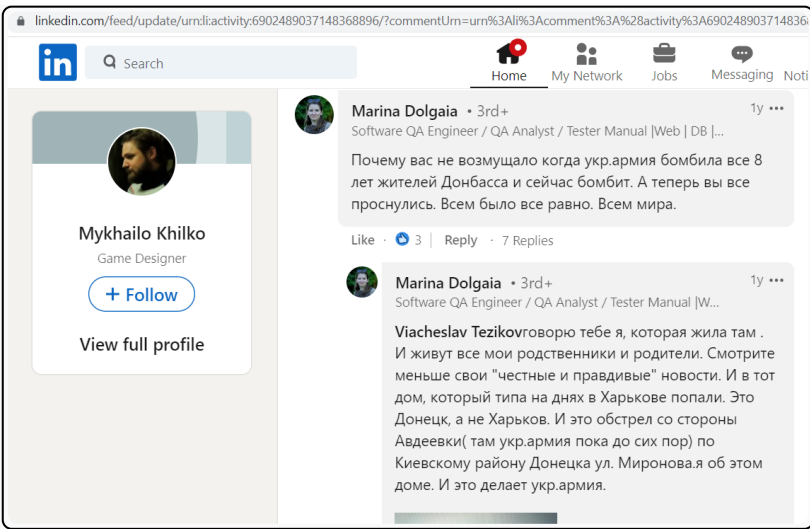 linkedin.com/feed/update/urn:li:activity:6902489037148368896/?commentUrn=urn%3Ali%3Acomment%3A%28activity%3A690248903714836
in
Search
Home
My Network
Jobs
Messaging
Noti
Mykhailo Khilko
Game Designer
+ Follow
View full profile
Marina Dolgaia • 3rd+
1y •••
Software QA Engineer / QA Analyst / Tester Manual |Web | DB |...
Почему вас не возмущало когда укр.армия бомбила все 8
лет жителей Донбасса и сейчас бомбит. А теперь вы все
проснулись. Всем было все равно. Всем мира.
Like · 3 | Reply · 7 Replies
Marina Dolgaia • 3rd+
1y •••
Software QA Engineer / QA Analyst / Tester Manual |W...
Viacheslav Tezikovговорю тебе я, которая жила там .
И живут все мои родственники и родители. Смотрите
меньше свои "честные и правдивые" новости. И в тот
дом, который типа на днях в Харькове попали. Это
Донецк, а не Харьков. И это обстрел со стороны
Авдеевки( там укр.армия пока до сих пор) по
Киевскому району Донецка ул. Миронова.я об этом
доме. И это делает укр.армия.